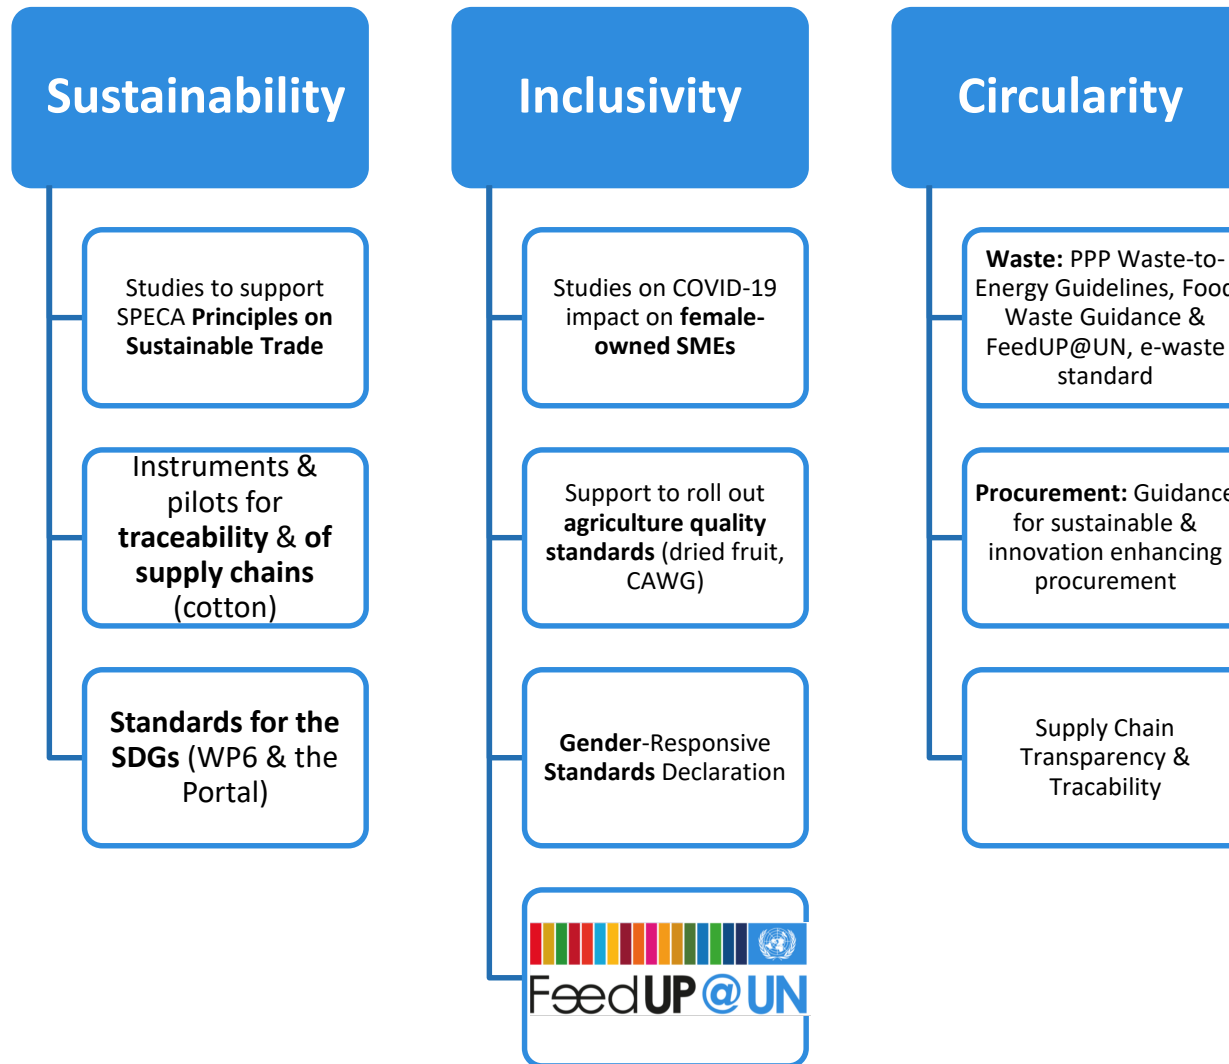 Sustainability
Studies to support
SPECA Principles on
Sustainable Trade
Instruments &
pilots for
traceability & of
supply chains
(cotton)
Standards for the
SDGs (WP6 & the
Portal)
Inclusivity
Studies on COVID-19
impact on female-
owned SMEs
Support to roll out
agriculture quality
standards (dried fruit,
CAWG)
Gender-Responsive
Standards Declaration
FeedUP@UN
Circularity
Waste: PPP Waste-to-
Energy Guidelines, Food
Waste Guidance &
FeedUP@UN, e-waste
standard
Procurement: Guidance
for sustainable &
innovation enhancing
procurement
Supply Chain
Transparency &
Tracability